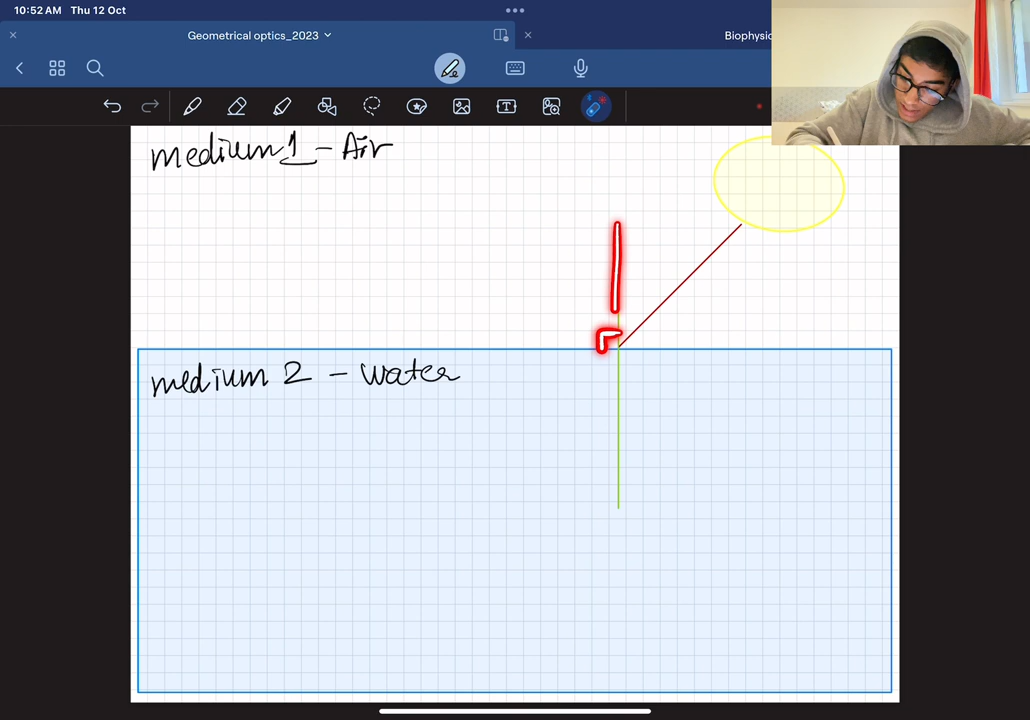 10:52 AM Thu 12 Oct
Geometrical optics_2023
Biophysic
medium 1 - Air
medium 2 - water